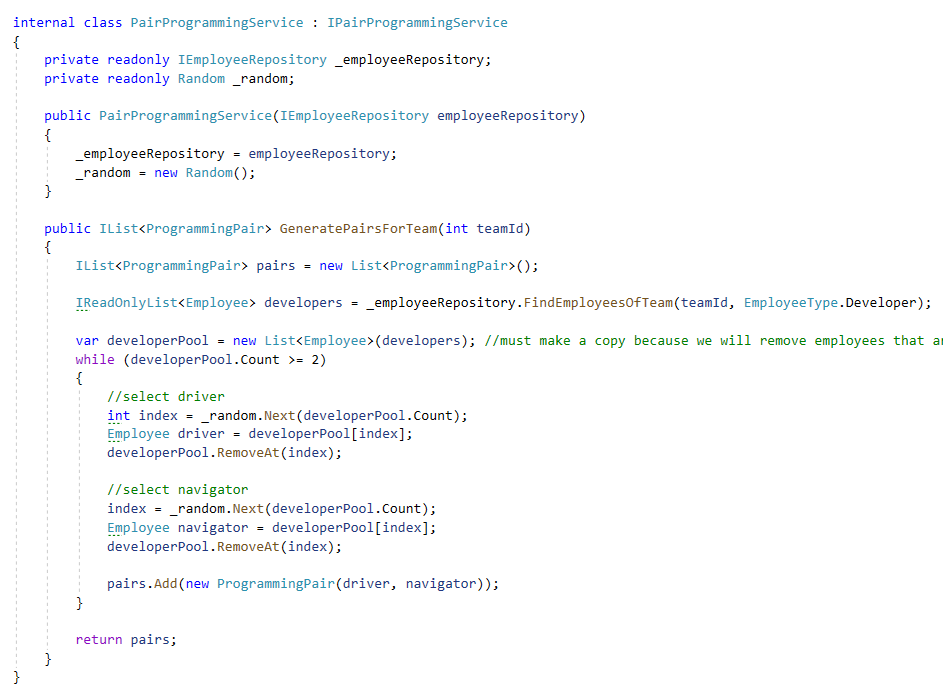 internal class PairProgrammingService : IPairProgrammingService
{
    private readonly IEmployeeRepository _employeeRepository;
    private readonly Random _random;

    public PairProgrammingService(IEmployeeRepository employeeRepository)
    {
        _employeeRepository = employeeRepository;
        _random = new Random();
    }

    public IList<ProgrammingPair> GeneratePairsForTeam(int teamId)
    {
        IList<ProgrammingPair> pairs = new List<ProgrammingPair>();

        IReadOnlyList<Employee> developers = _employeeRepository.FindEmployeesOfTeam(teamId, EmployeeType.Developer);

        var developerPool = new List<Employee>(developers); //must make a copy because we will remove employees that
        while (developerPool.Count >= 2)
        {
            //select driver
            int index = _random.Next(developerPool.Count);
            Employee driver = developerPool[index];
            developerPool.RemoveAt(index);

            //select navigator
            index = _random.Next(developerPool.Count);
            Employee navigator = developerPool[index];
            developerPool.RemoveAt(index);

            pairs.Add(new ProgrammingPair(driver, navigator));
        }

        return pairs;
    }
}